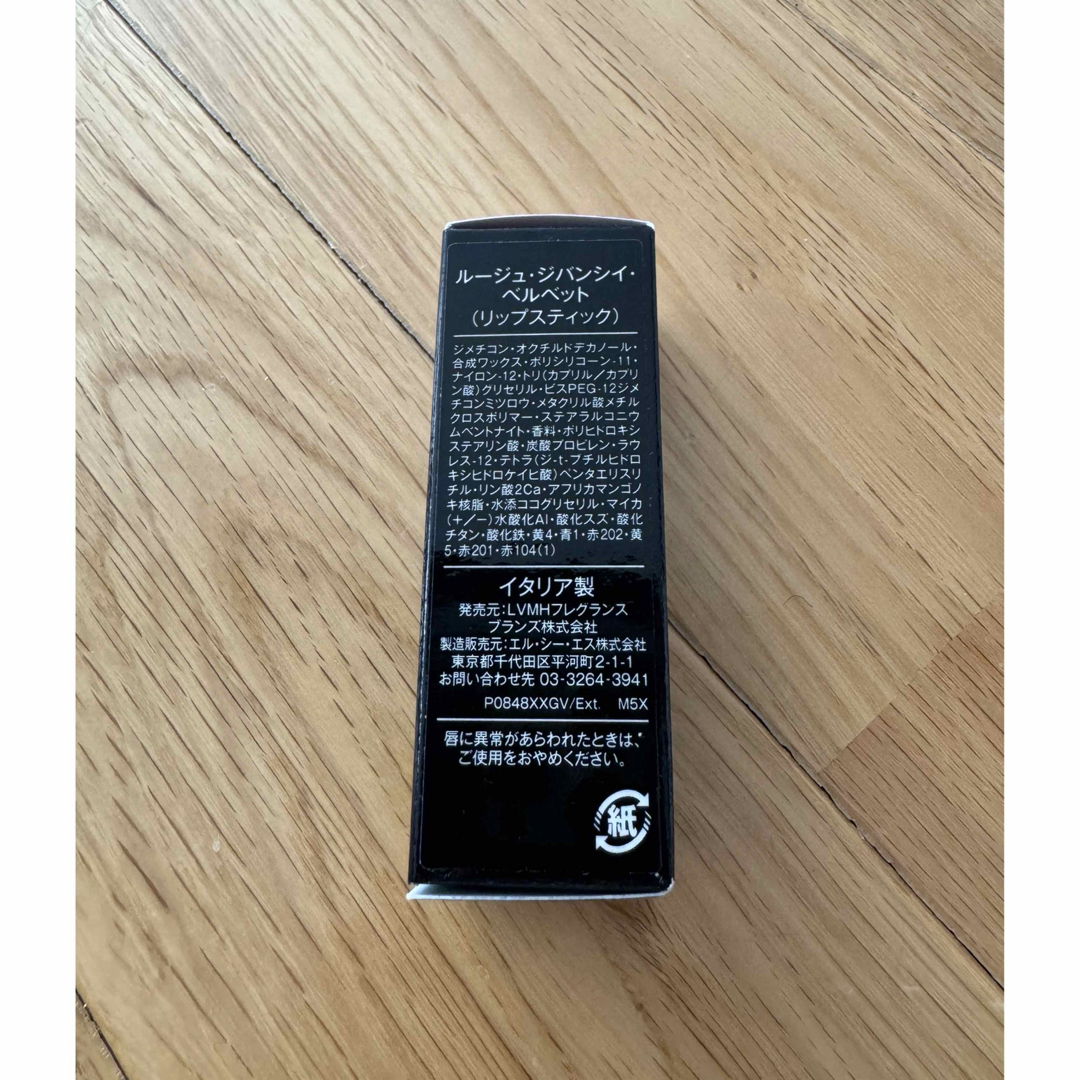 ルージュ・ジバンシイ・
ベルベット
（リップスティック）
ジメチコン・オクチルドデカノール・
合成ワックス・ポリシリコーン-11・
ナイロン-12・トリ（カプリル／カプリ
ン酸）グリセリル・ビスPEG-12ジメ
チコンミツロウ・メタクリル酸メチル
クロスポリマー・ステアラルコニウ
ムベントナイト・香料・ポリヒドロキシ
ステアリン酸・炭酸プロピレン・ラウ
レス-12・テトラ（ジ-t-ブチルヒドロ
キシヒドロケイヒ酸）ペンタエリスリ
チル・リン酸2Ca・アフリカマンゴノ
キ核脂・水添ココグリセリル・マイカ
（＋／－）水酸化Al・酸化スズ・酸化
チタン・酸化鉄・黄4・青1・赤202・黄
5・赤201・赤104（1）
イタリア製
発売元：LVMHフレグランス
ブランズ株式会社
製造販売元：エル・シー・エス株式会社
東京都千代田区平河町2-1-1
お問い合わせ先 03-3264-3941
P0848XXGV/Ext. M5X
唇に異常があらわれたときは、
ご使用をおやめください。
紙